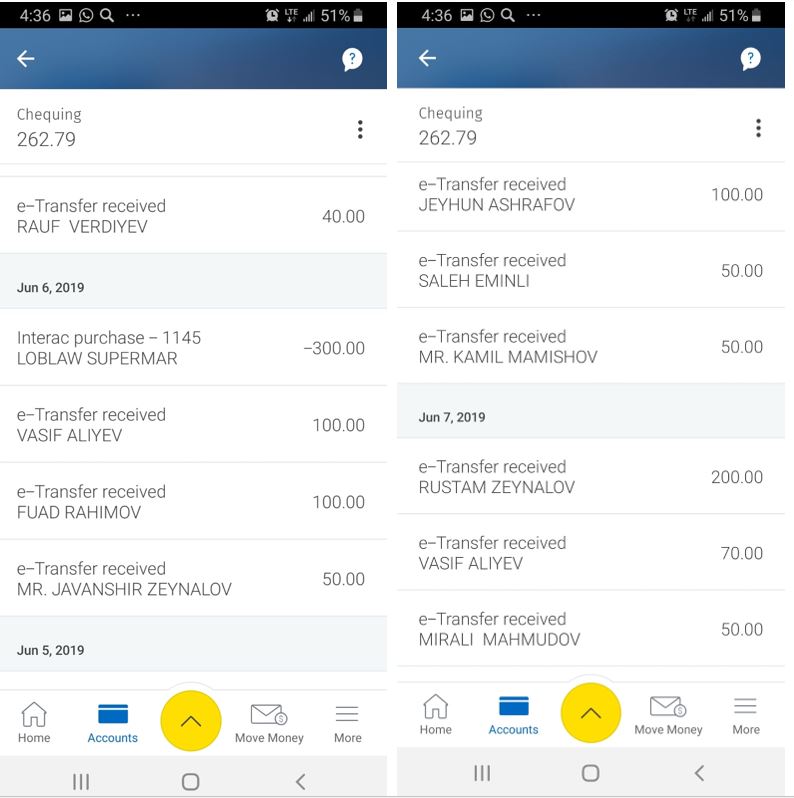 4:36 51%
Chequing
262.79
e-Transfer received
RAUF VERDIYEV 40.00
Jun 6, 2019
Interac purchase - 1145
LOBLAW SUPERMAR -300.00
e-Transfer received
VASIF ALIYEV 100.00
e-Transfer received
FUAD RAHIMOV 100.00
e-Transfer received
MR. JAVANSHIR ZEYNALOV 50.00
Jun 5, 2019
Home Accounts Move Money More
4:36 LTE 51%
Chequing
262.79
e-Transfer received
JEYHUN ASHRAFOV 100.00
e-Transfer received
SALEH EMINLI 50.00
e-Transfer received
MR. KAMIL MAMISHOV 50.00
Jun 7, 2019
e-Transfer received
RUSTAM ZEYNALOV 200.00
e-Transfer received
VASIF ALIYEV 70.00
e-Transfer received
MIRALI MAHMUDOV 50.00
Home Accounts Move Money More